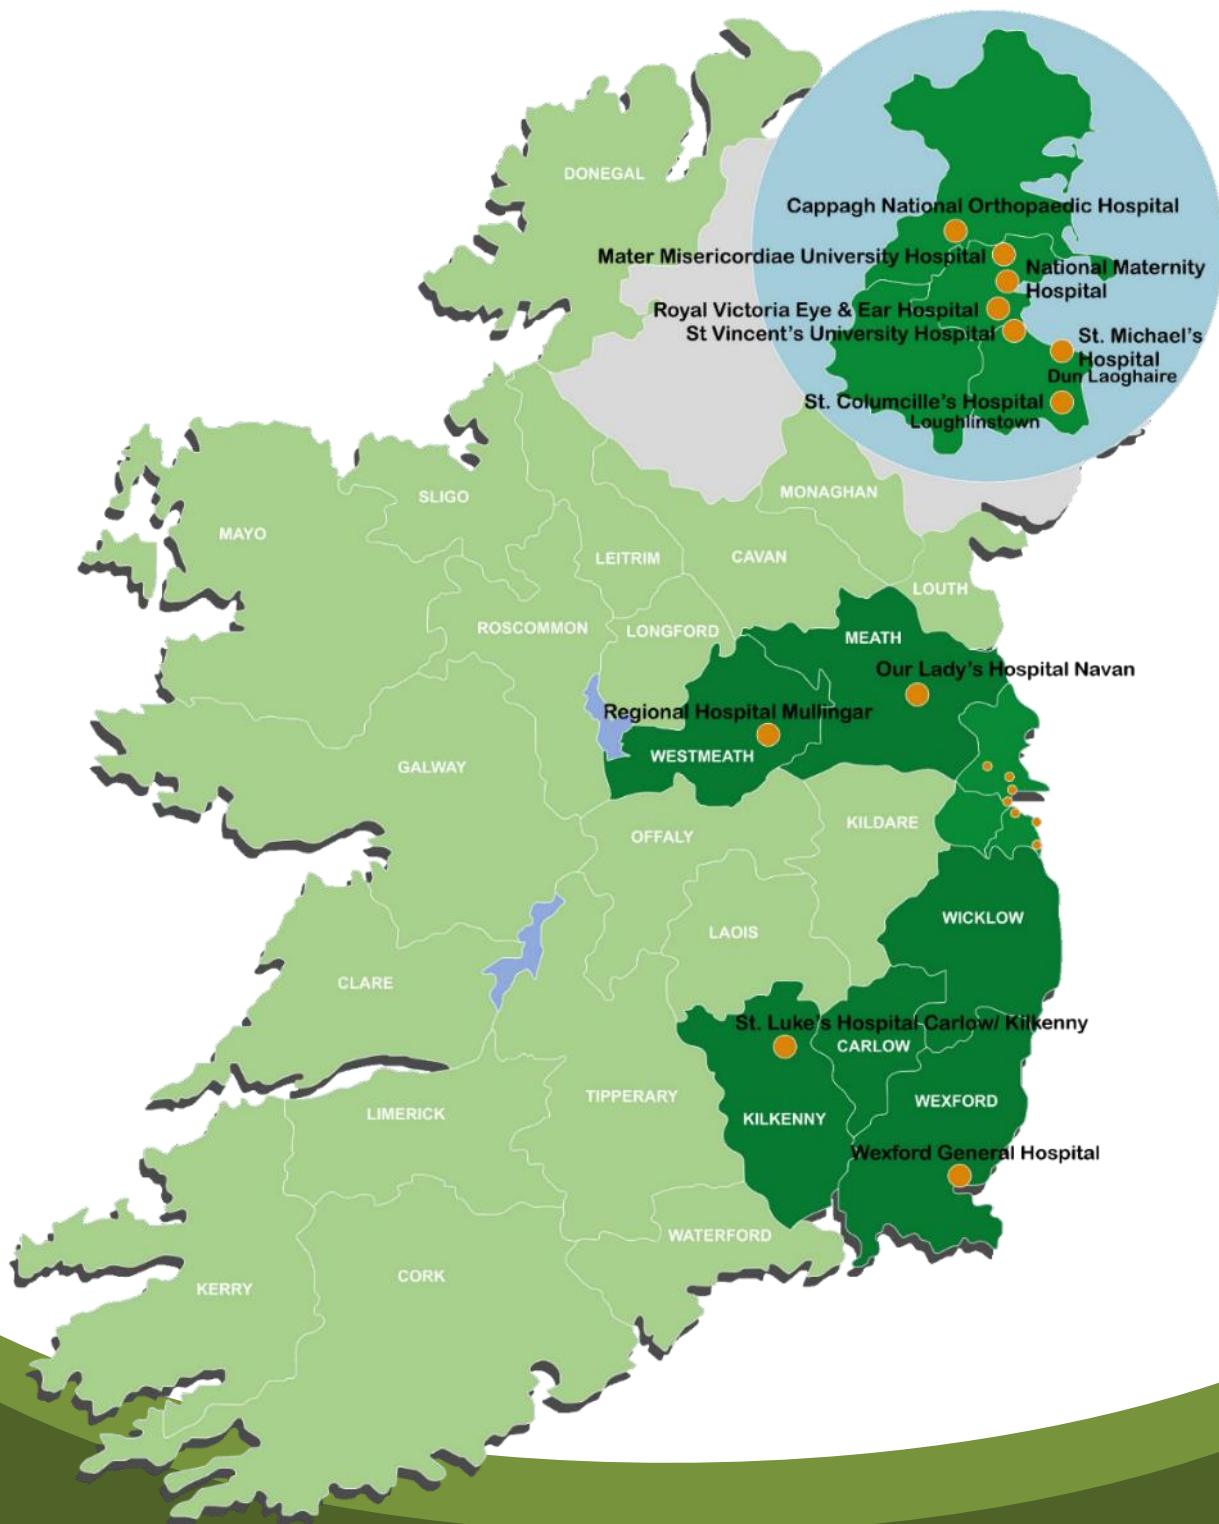 DONEGAL
Cappagh National Orthopaedic Hospital
Mater Misericordiae University Hospital
National Maternity
Hospital
Royal Victoria Eye & Ear Hospital
St Vincent's University Hospital
St. Michael's
Hospital
Dun Laoghaire
St. Columcille's Hospital
Loughlinstown
MONAGHAN
SLIGO
MAYO
LEITRIM
CAVAN
LOUTH
ROSCOMMON
LONGFORD
MEATH
Our Lady's Hospital Navan
Regional Hospital Mullingar
WESTMEATH
GALWAY
OFFALY
KILDARE
WICKLOW
LAOIS
CLARE
St. Luke's Hospital Carlow/ Kilkenny
CARLOW
TIPPERARY
WEXFORD
LIMERICK
KILKENNY
Wexford General Hospital
WATERFORD
CORK
KERRY